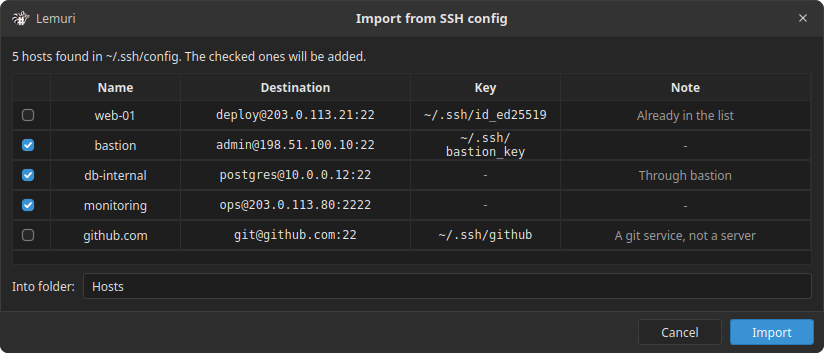 Lemuri
Import from SSH config
×
5 hosts found in ~/.ssh/config. The checked ones will be added.
Name Destination Key Note
web-01 deploy@203.0.113.21:22 ~/.ssh/id_ed25519 Already in the list
bastion admin@198.51.100.10:22 ~/.ssh/
bastion_key -
db-internal postgres@10.0.0.12:22 - Through bastion
monitoring ops@203.0.113.80:2222 - -
github.com git@github.com:22 ~/.ssh/github A git service, not a server
Into folder: Hosts
Cancel Import